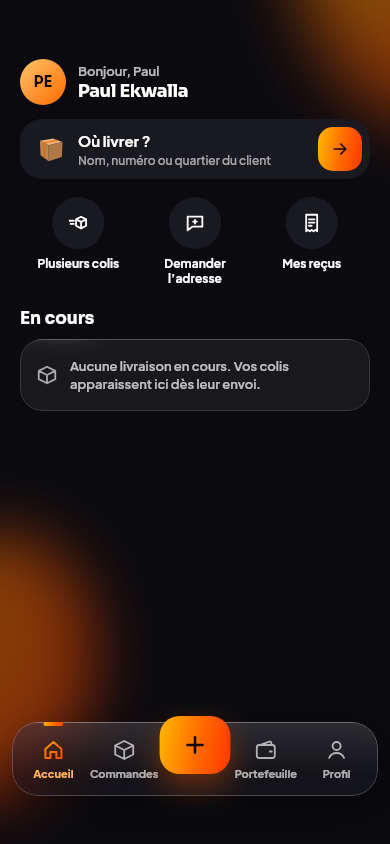 PE
Bonjour, Paul
Paul Ekwalla
Où livrer ?
Nom, numéro ou quartier du client
Plusieurs colis
Demander
l'adresse
Mes reçus
En cours
Aucune livraison en cours. Vos colis
apparaissent ici dès leur envoi.
Accueil
Commandes
Portefeuille
Profil